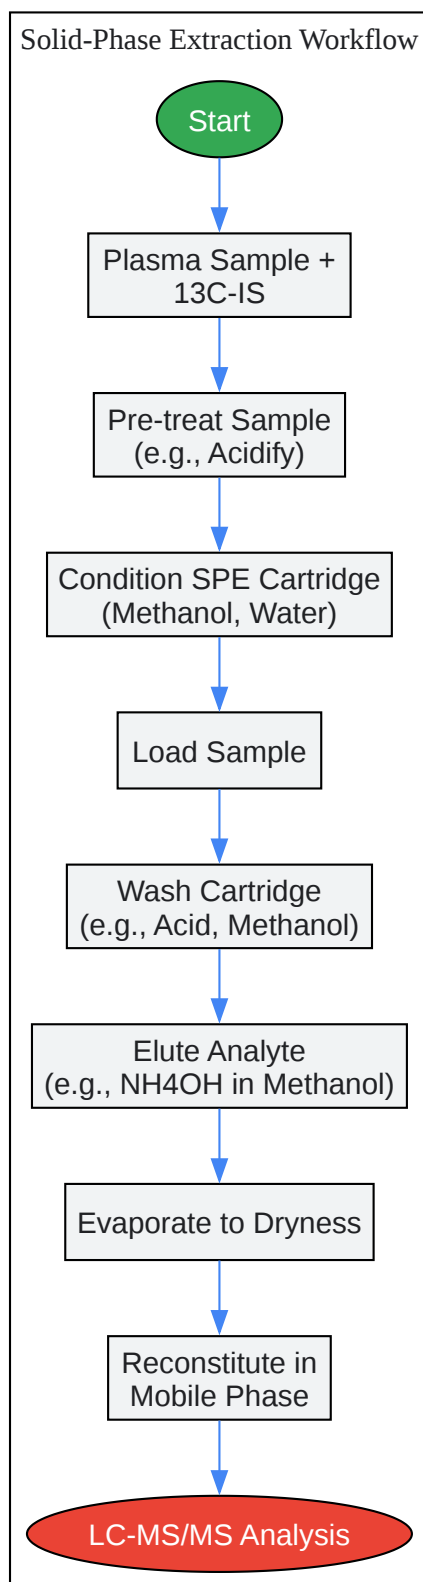 Solid-Phase Extraction Workflow
Start
Plasma Sample +
13C-IS
Pre-treat Sample
(e.g., Acidify)
Condition SPE Cartridge
(Methanol, Water)
Load Sample
Wash Cartridge
(e.g., Acid, Methanol)
Elute Analyte
(e.g., NH4OH in Methanol)
Evaporate to Dryness
Reconstitute in
Mobile Phase
LC-MS/MS Analysis